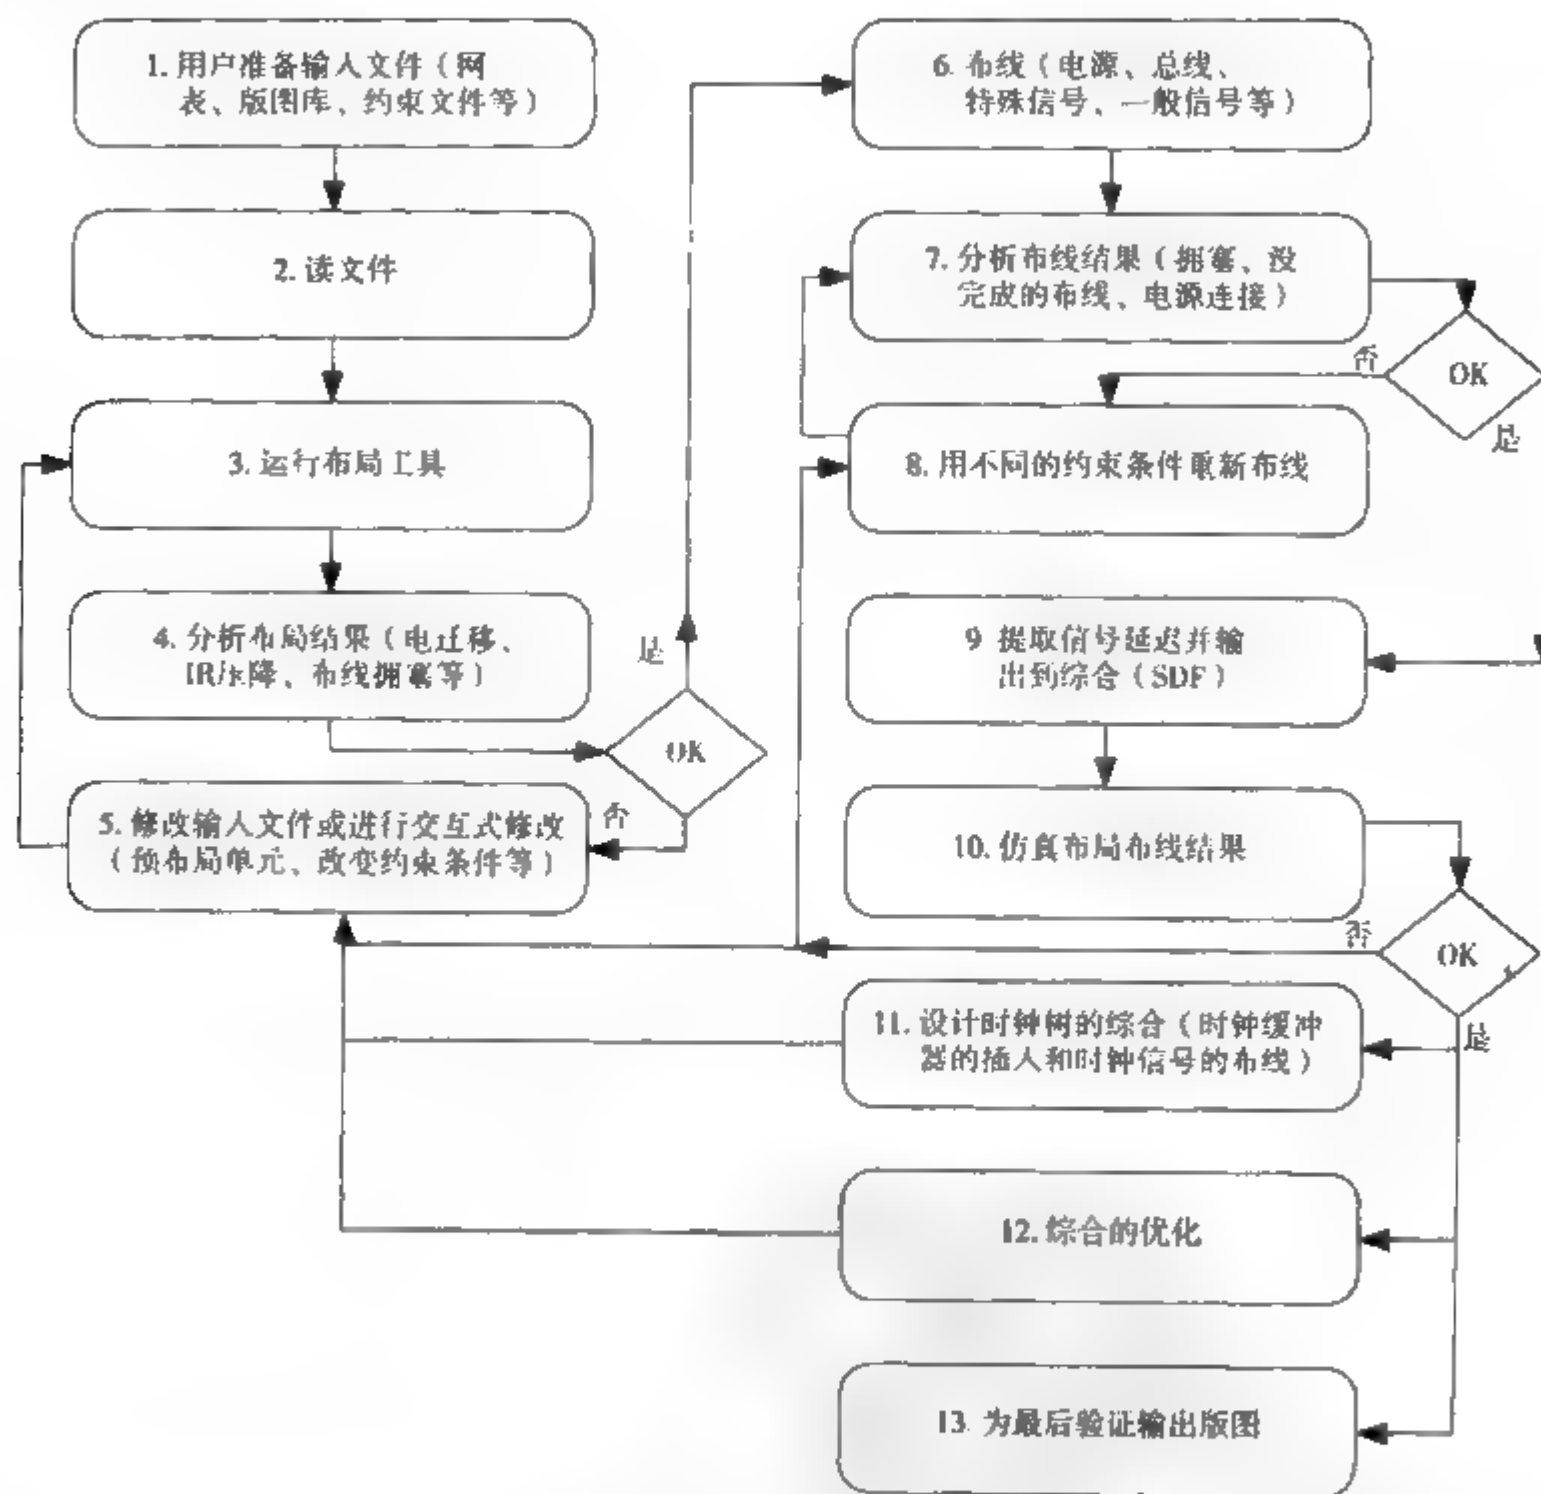 1. 用户准备输入文件（网
表、版图库、约束文件等）
2. 读文件
3. 运行布局工具
4. 分析布局结果（电迁移、
IR压降、布线拥塞等）
是
OK
否
5. 修改输入文件或进行交互式修改
（预布局单元、改变约束条件等）
6. 布线（电源、总线、
特殊信号、一般信号等）
7. 分析布线结果（拥塞、没
完成的布线、电源连接）
否
OK
是
8. 用不同的约束条件重新布线
9 提取信号延迟并输
出到综合（SDF）
10. 仿真布局布线结果
否
OK
是
11. 设计时钟树的综合（时钟缓冲
器的插入和时钟信号的布线）
12. 综合的优化
13. 为最后验证输出版图